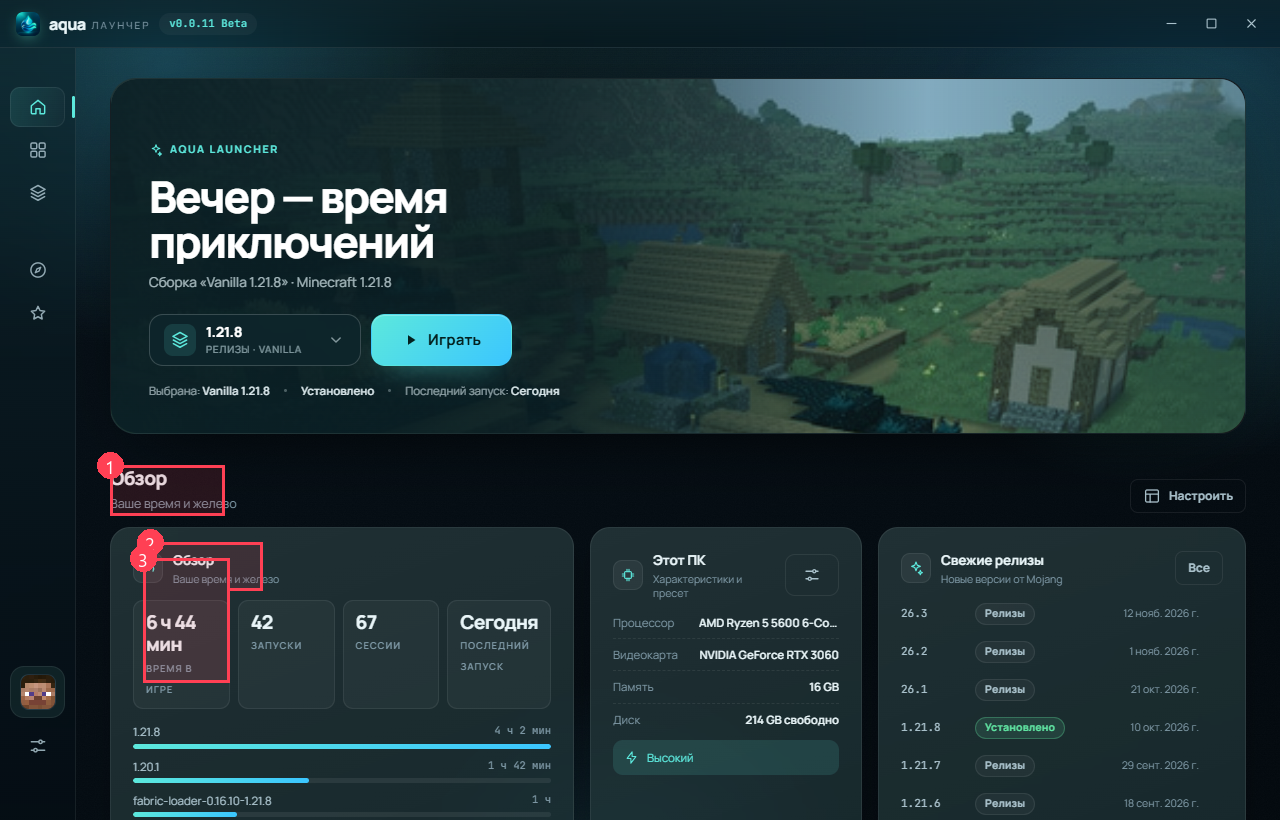 aqua ЛАУНЧЕР v0.0.11 Beta
AQUA LAUNCHER
Вечер — время
приключений
Сборка «Vanilla 1.21.8» · Minecraft 1.21.8
1.21.8
РЕЛИЗЫ · VANILLA
Играть
Выбрана: Vanilla 1.21.8 • Установлено • Последний запуск: Сегодня
1
Обзор
Ваше время и железо
Настроить
2
3
Обзор
Ваше время и железо
6 ч 44
мин
ВРЕМЯ В
ИГРЕ
42
ЗАПУСКИ
67
СЕССИИ
Сегодня
ПОСЛЕДНИЙ
ЗАПУСК
1.21.8 4 ч 2 мин
1.20.1 1 ч 42 мин
fabric-loader-0.16.10-1.21.8 1 ч
Этот ПК
Характеристики и
пресет
Процессор AMD Ryzen 5 5600 6-Co...
Видеокарта NVIDIA GeForce RTX 3060
Память 16 GB
Диск 214 GB свободно
Высокий
Свежие релизы
Новые версии от Mojang
Все
26.3 Релизы 12 нояб. 2026 г.
26.2 Релизы 1 нояб. 2026 г.
26.1 Релизы 21 окт. 2026 г.
1.21.8 Установлено 10 окт. 2026 г.
1.21.7 Релизы 29 сент. 2026 г.
1.21.6 Релизы 18 сент. 2026 г.